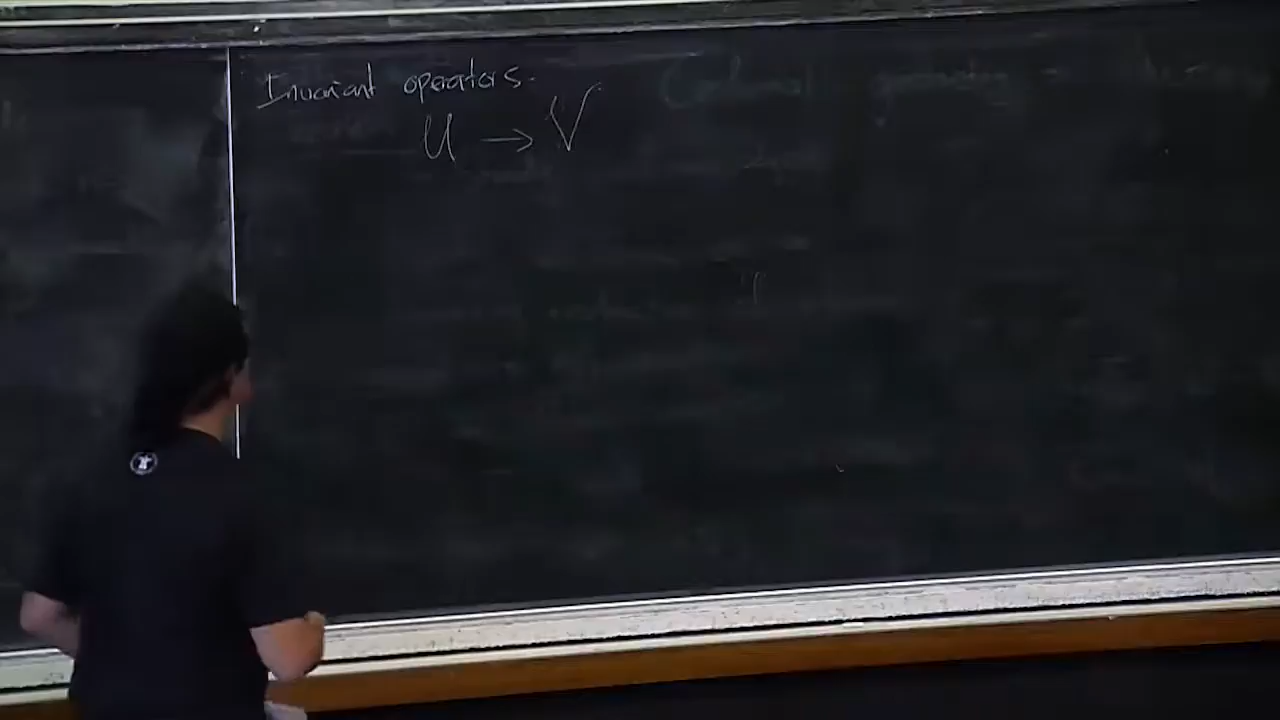 Invariant operators.
U → V